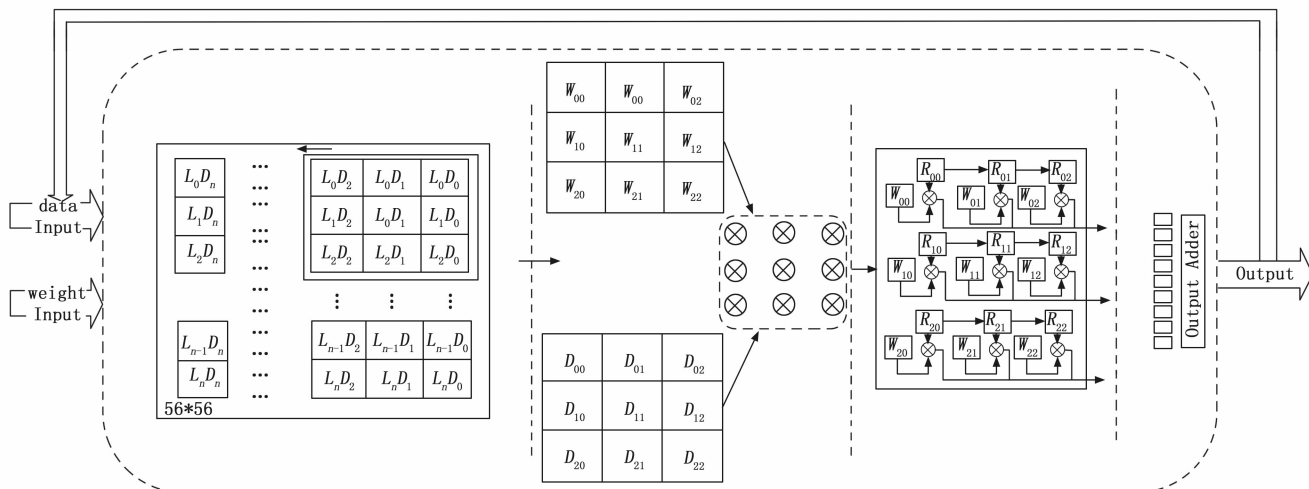 data
Input
weight
Input
L₀Dₙ ... L₀D₂ L₀D₁ L₀D₀
L₁Dₙ ... L₁D₂ L₀D₁ L₁D₀
L₂Dₙ ... L₂D₂ L₂D₁ L₂D₀
Lₙ₋₁Dₙ ... Lₙ₋₁D₂ Lₙ₋₁D₁ Lₙ₋₁D₀
LₙDₙ ... LₙD₂ LₙD₁ LₙD₀
56*56
W₀₀ W₀₀ W₀₂
W₁₀ W₁₁ W₁₂
W₂₀ W₂₁ W₂₂
D₀₀ D₀₁ D₀₂
D₁₀ D₁₁ D₁₂
D₂₀ D₂₁ D₂₂
R₀₀ R₀₁ R₀₂
W₀₀ W₀₁ W₀₂
R₁₀ R₁₁ R₁₂
W₁₀ W₁₁ W₁₂
R₂₀ R₂₁ R₂₂
W₂₀ W₂₁ W₂₂
Output Adder
Output